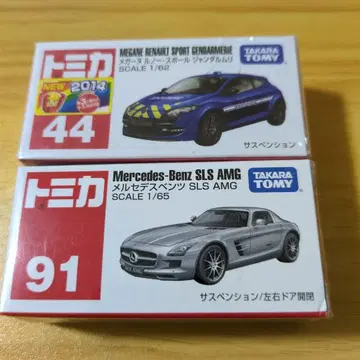 トミカ
NEW
2014
44
MEGANE RENAULT SPORT GENDARMERIE
メガーヌ ルノー・スポール ジャンダルムリ
SCALE 1/62
TAKARA
TOMY
サスペンション
トミカ
91
Mercedes-Benz SLS AMG
メルセデスベンツ SLS AMG
SCALE 1/65
TAKARA
TOMY
サスペンション/左右ドア開閉